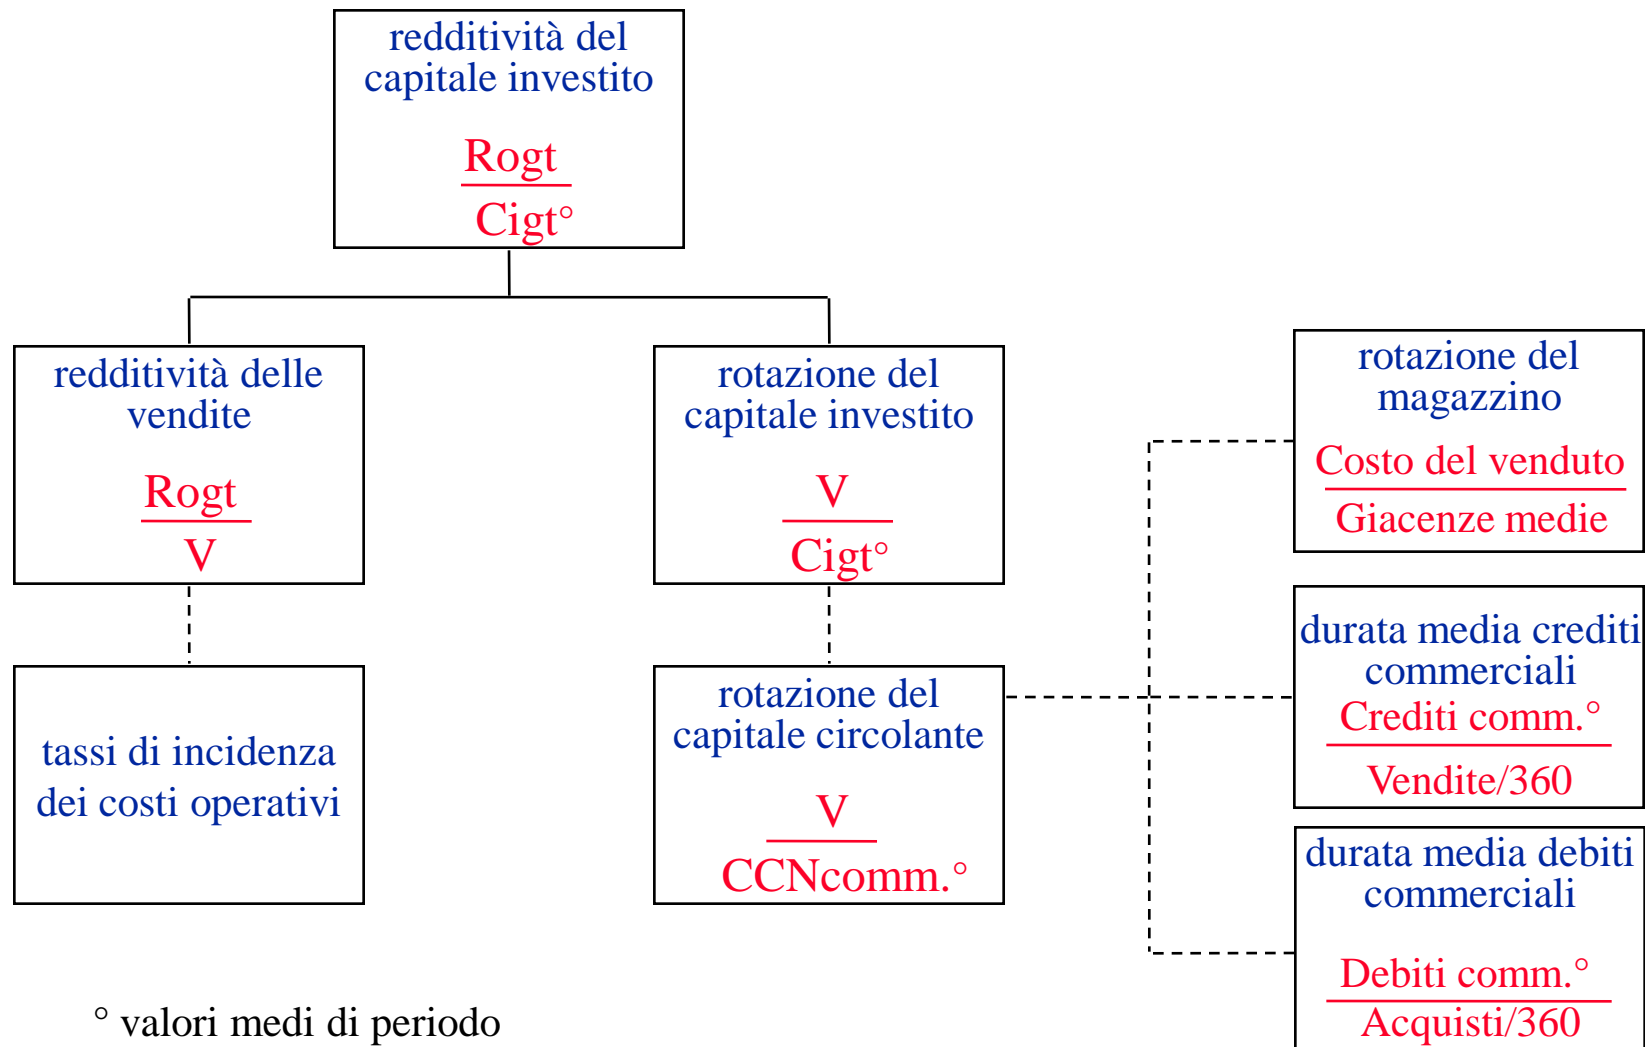 redditività del
capitale investito
Rogt
Cigt°
redditività delle
vendite
Rogt
V
rotazione del
capitale investito
V
Cigt°
rotazione del
magazzino
Costo del venduto
Giacenze medie
tassi di incidenza
dei costi operativi
rotazione del
capitale circolante
V
CCNcomm.°
durata media crediti
commerciali
Crediti comm.°
Vendite/360
durata media debiti
commerciali
Debiti comm.°
Acquisti/360
° valori medi di periodo